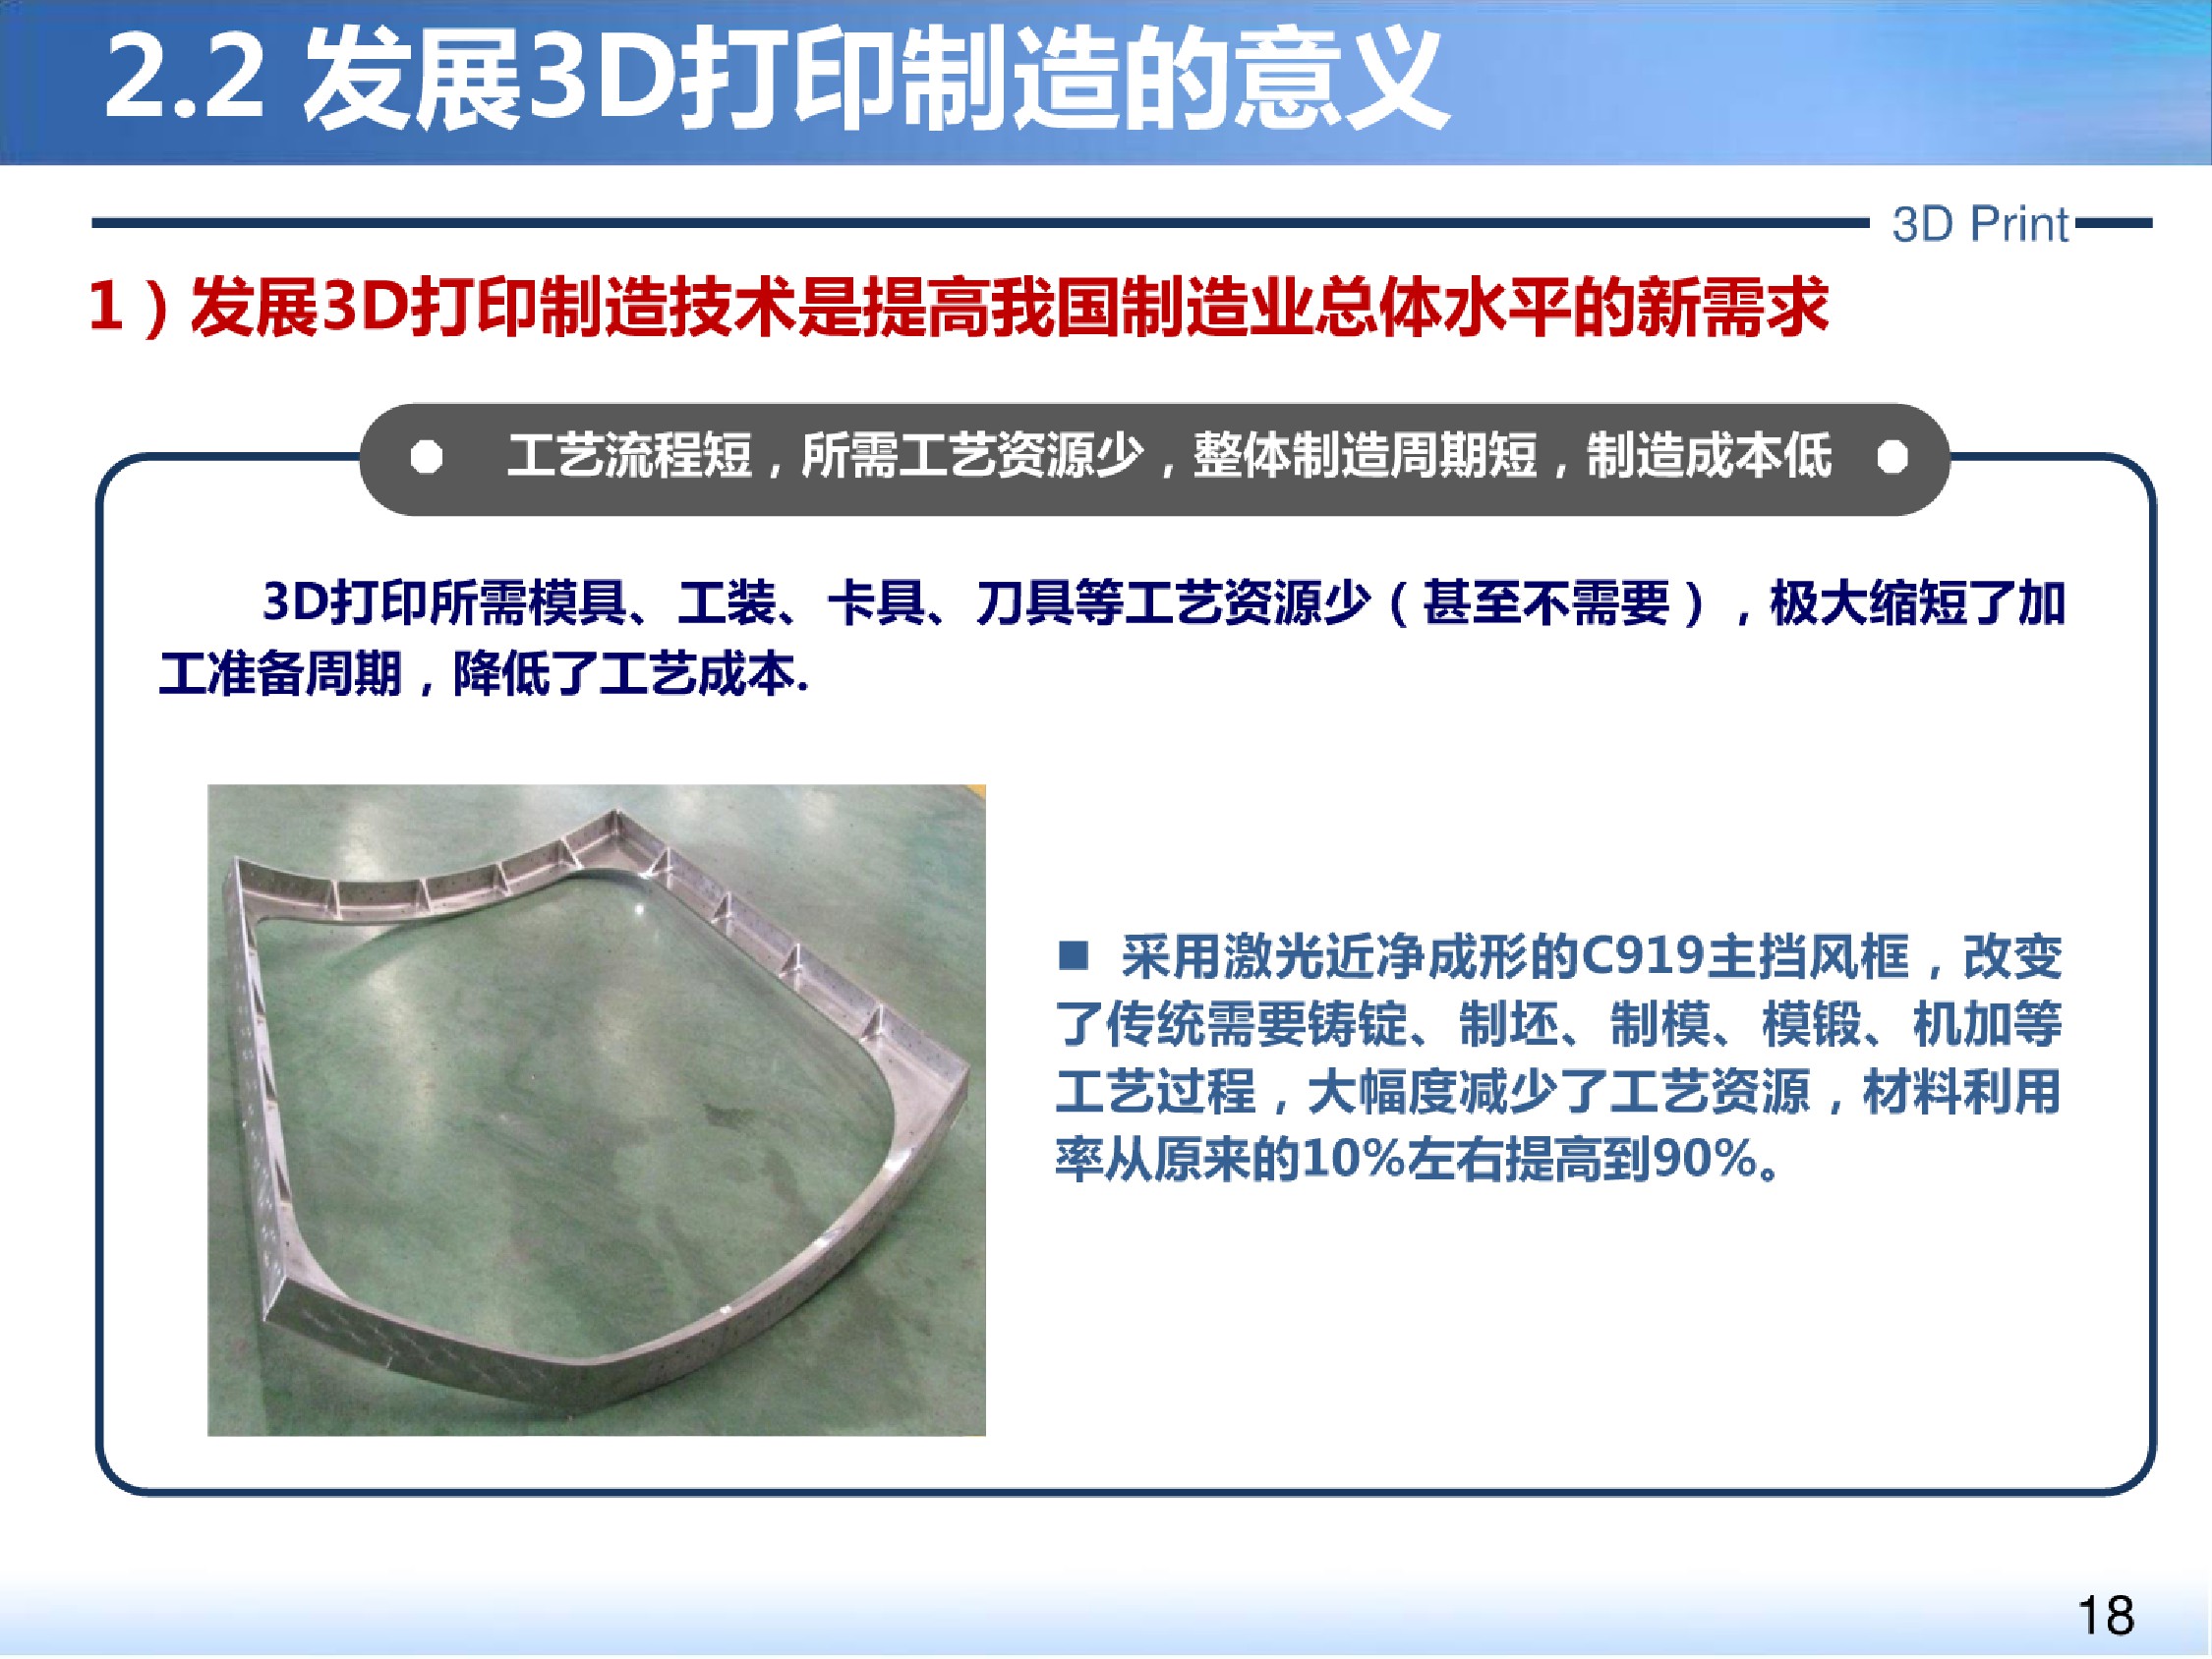 2.2 发展3D打印制造的意义
3D Print
1）发展3D打印制造技术是提高我国制造业总体水平的新需求
工艺流程短，所需工艺资源少，整体制造周期短，制造成本低
3D打印所需模具、工装、卡具、刀具等工艺资源少（甚至不需要），极大缩短了加
工准备周期，降低了工艺成本.
■ 采用激光近净成形的C919主挡风框，改变
了传统需要铸锭、制坯、制模、模锻、机加等
工艺过程，大幅度减少了工艺资源，材料利用
率从原来的10%左右提高到90%。
18